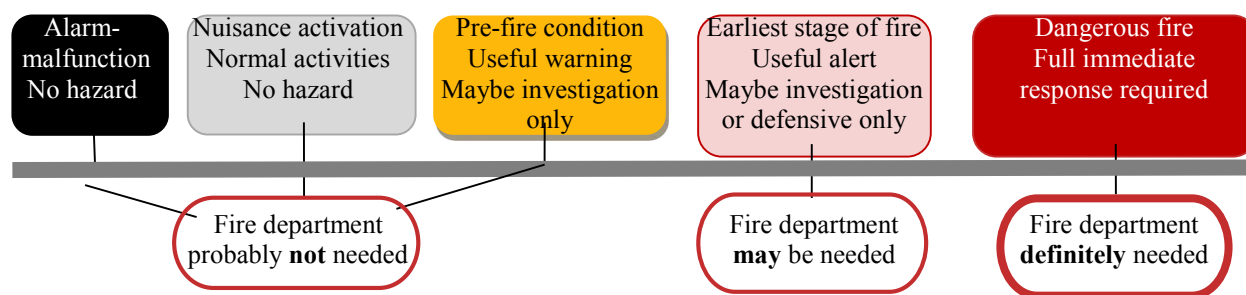 Alarm-
malfunction
No hazard
Nuisance activation
Normal activities
No hazard
Pre-fire condition
Useful warning
Maybe investigation
only
Earliest stage of fire
Useful alert
Maybe investigation
or defensive only
Dangerous fire
Full immediate
response required
Fire department
probably not needed
Fire department
may be needed
Fire department
definitely needed